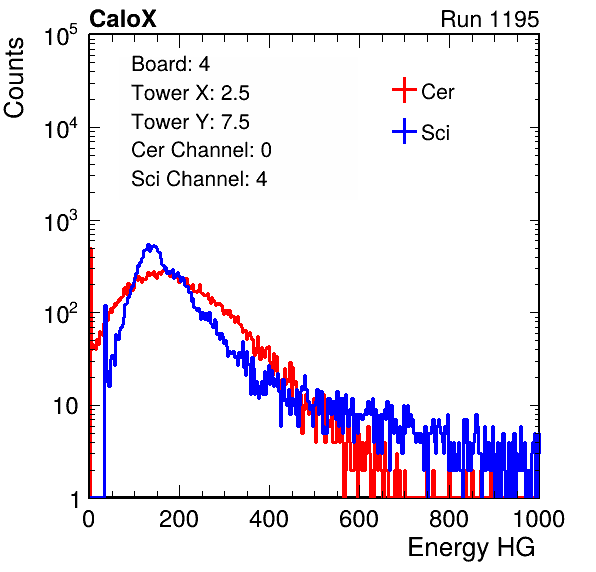 CaloX Run 1195
Counts
Board: 4
Tower X: 2.5
Tower Y: 7.5
Cer Channel: 0
Sci Channel: 4
Cer
Sci
10^5
10^4
10^3
10^2
10
1
0 200 400 600 800 1000
Energy HG